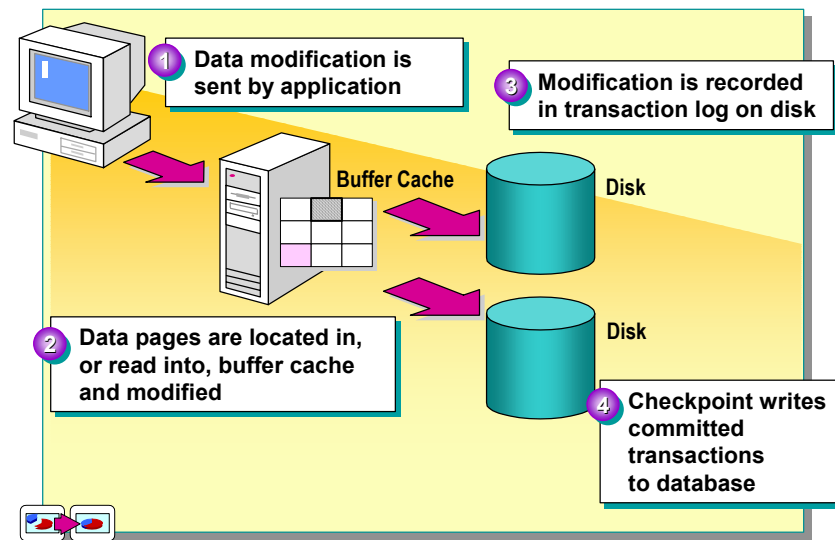 1
Data modification is
sent by application
3
Modification is recorded
in transaction log on disk
Buffer Cache
Disk
2
Data pages are located in,
or read into, buffer cache
and modified
Disk
4
Checkpoint writes
committed
transactions
to database